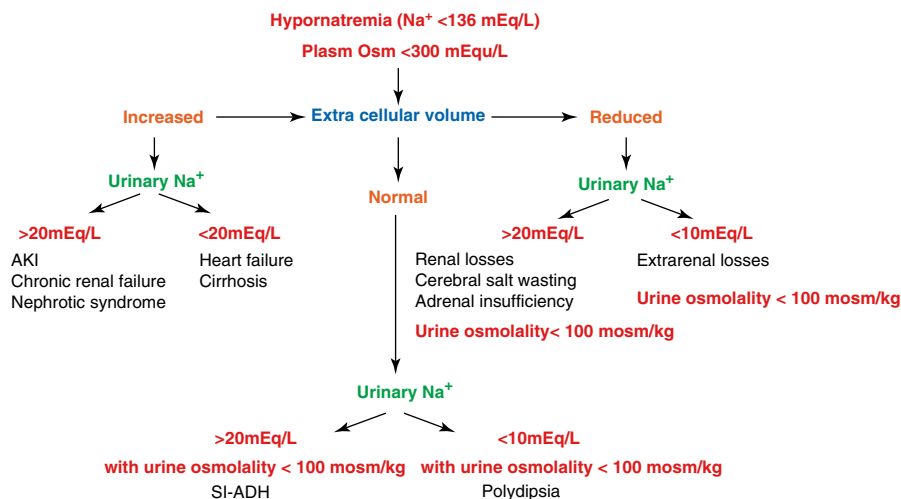 Hypornatremia (Na+ <136 mEq/L)
Plasm Osm <300 mEqu/L
Increased
Extra cellular volume
Reduced
Urinary Na+
Normal
Urinary Na+
>20mEq/L
<20mEq/L
>20mEq/L
<10mEq/L
AKI
Chronic renal failure
Nephrotic syndrome
Heart failure
Cirrhosis
Renal losses
Cerebral salt wasting
Adrenal insufficiency
Urine osmolality< 100 mosm/kg
Extrarenal losses
Urine osmolality < 100 mosm/kg
Urinary Na+
>20mEq/L
with urine osmolality < 100 mosm/kg
SI-ADH
<10mEq/L
with urine osmolality < 100 mosm/kg
Polydipsia